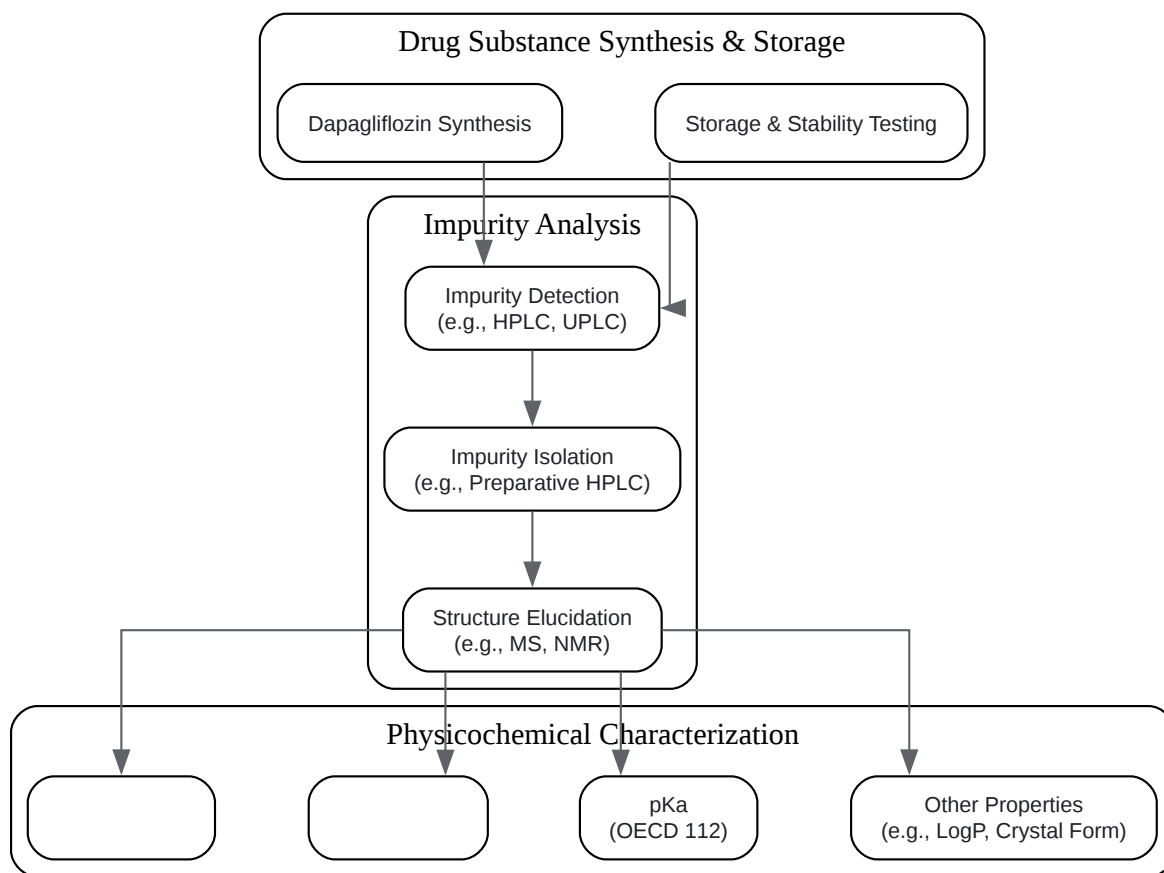 Drug Substance Synthesis & Storage
Dapagliflozin Synthesis
Storage & Stability Testing
Impurity Analysis
Impurity Detection
(e.g., HPLC, UPLC)
Impurity Isolation
(e.g., Preparative HPLC)
Structure Elucidation
(e.g., MS, NMR)
Physicochemical Characterization
pKa
(OECD 112)
Other Properties
(e.g., LogP, Crystal Form)